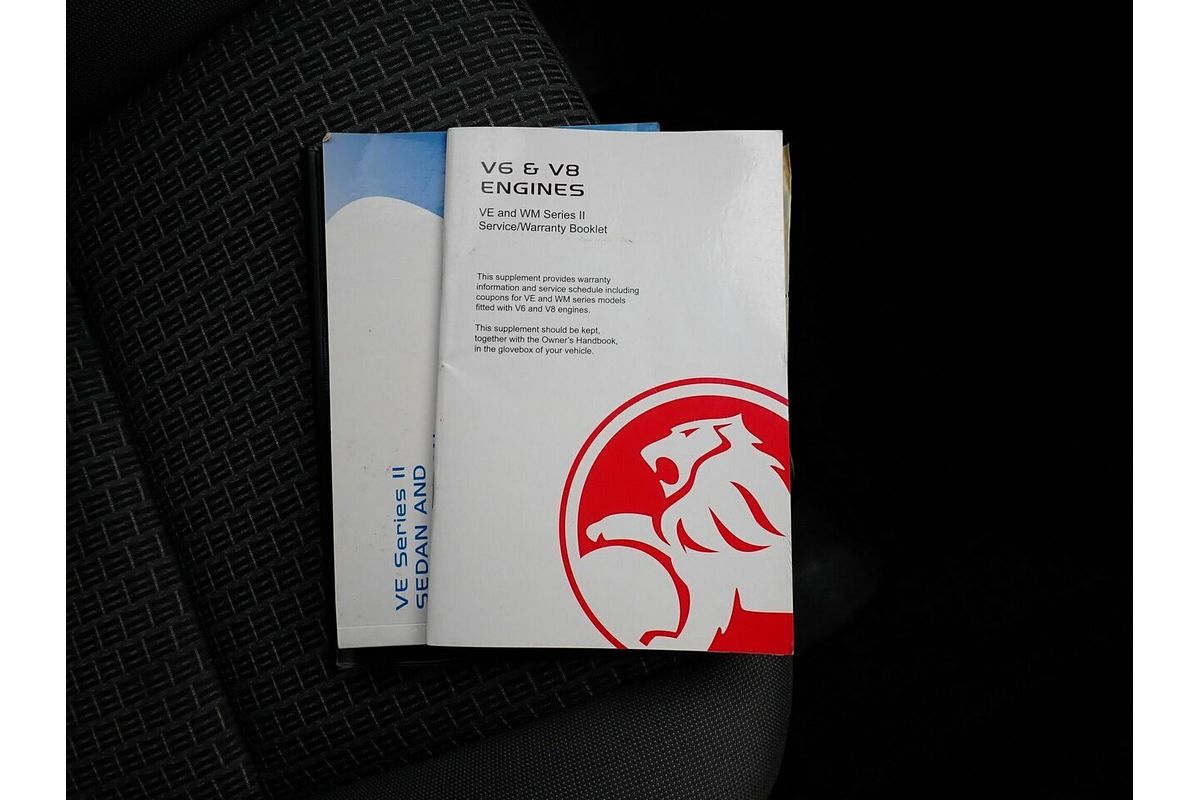 V6 & V8
ENGINES
VE and WM Series II
Service/Warranty Booklet
This supplement provides warranty
information and service schedule including
coupons for VE and WM series models
fitted with V6 and V8 engines.
This supplement should be kept,
together with the Owner's Handbook,
in the glovebox of your vehicle.
VE Series II
SEDAN AND